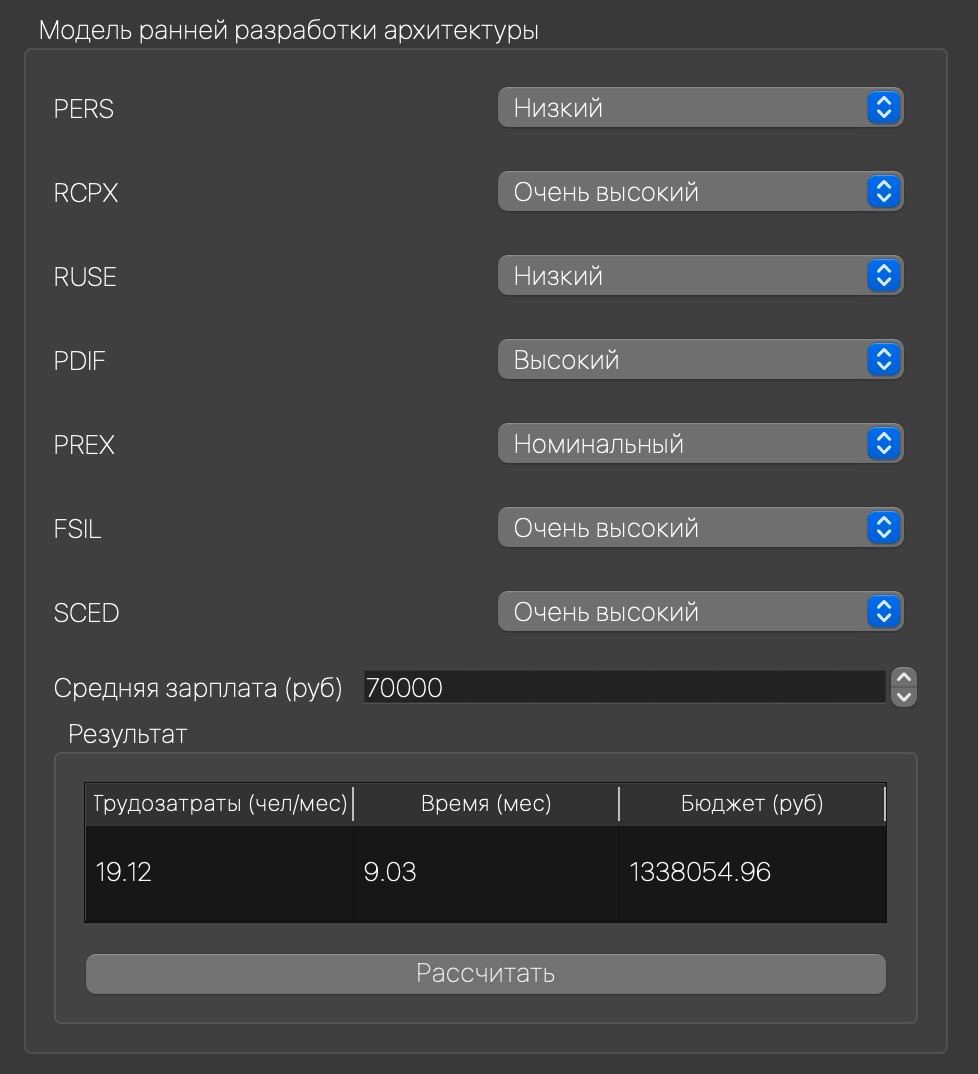 Модель ранней разработки архитектуры
PERS Низкий
RCPX Очень высокий
RUSE Низкий
PDIF Высокий
PREX Номинальный
FSIL Очень высокий
SCED Очень высокий
Средняя зарплата (руб) 70000
Результат
Трудозатраты (чел/мес) Время (мес) Бюджет (руб)
19.12 9.03 1338054.96
Рассчитать